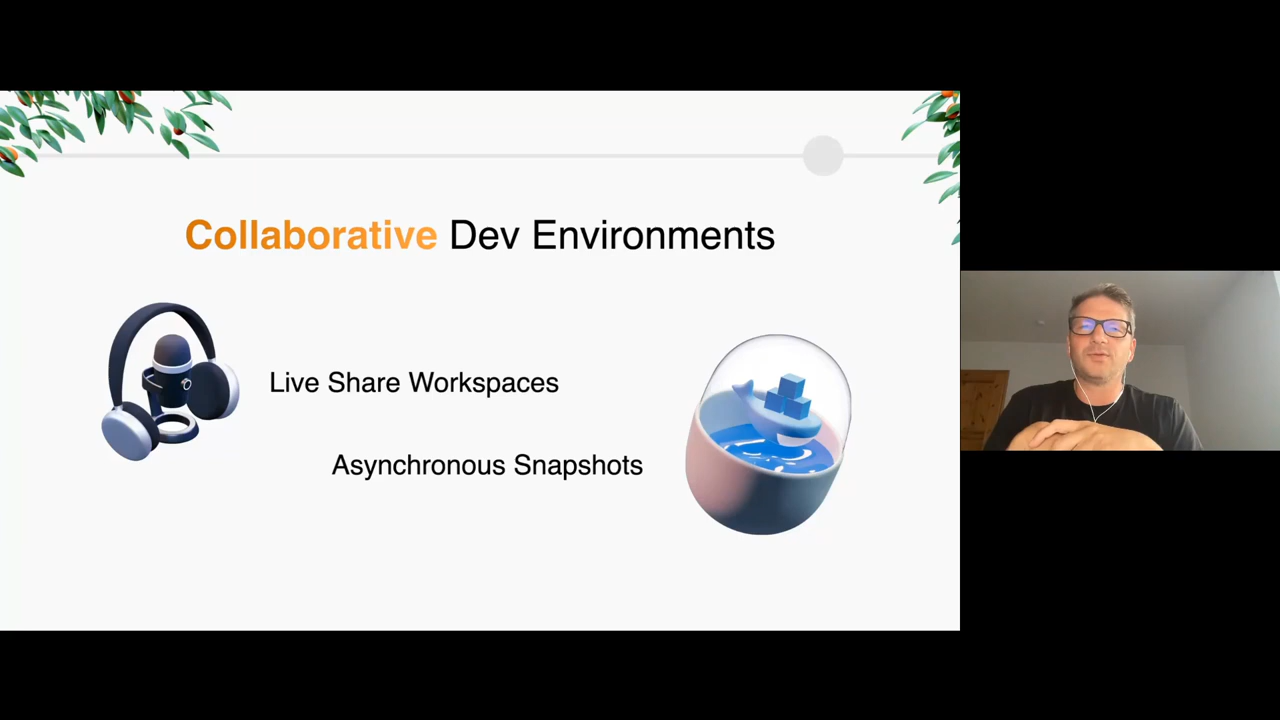 Collaborative Dev Environments
Live Share Workspaces
Asynchronous Snapshots